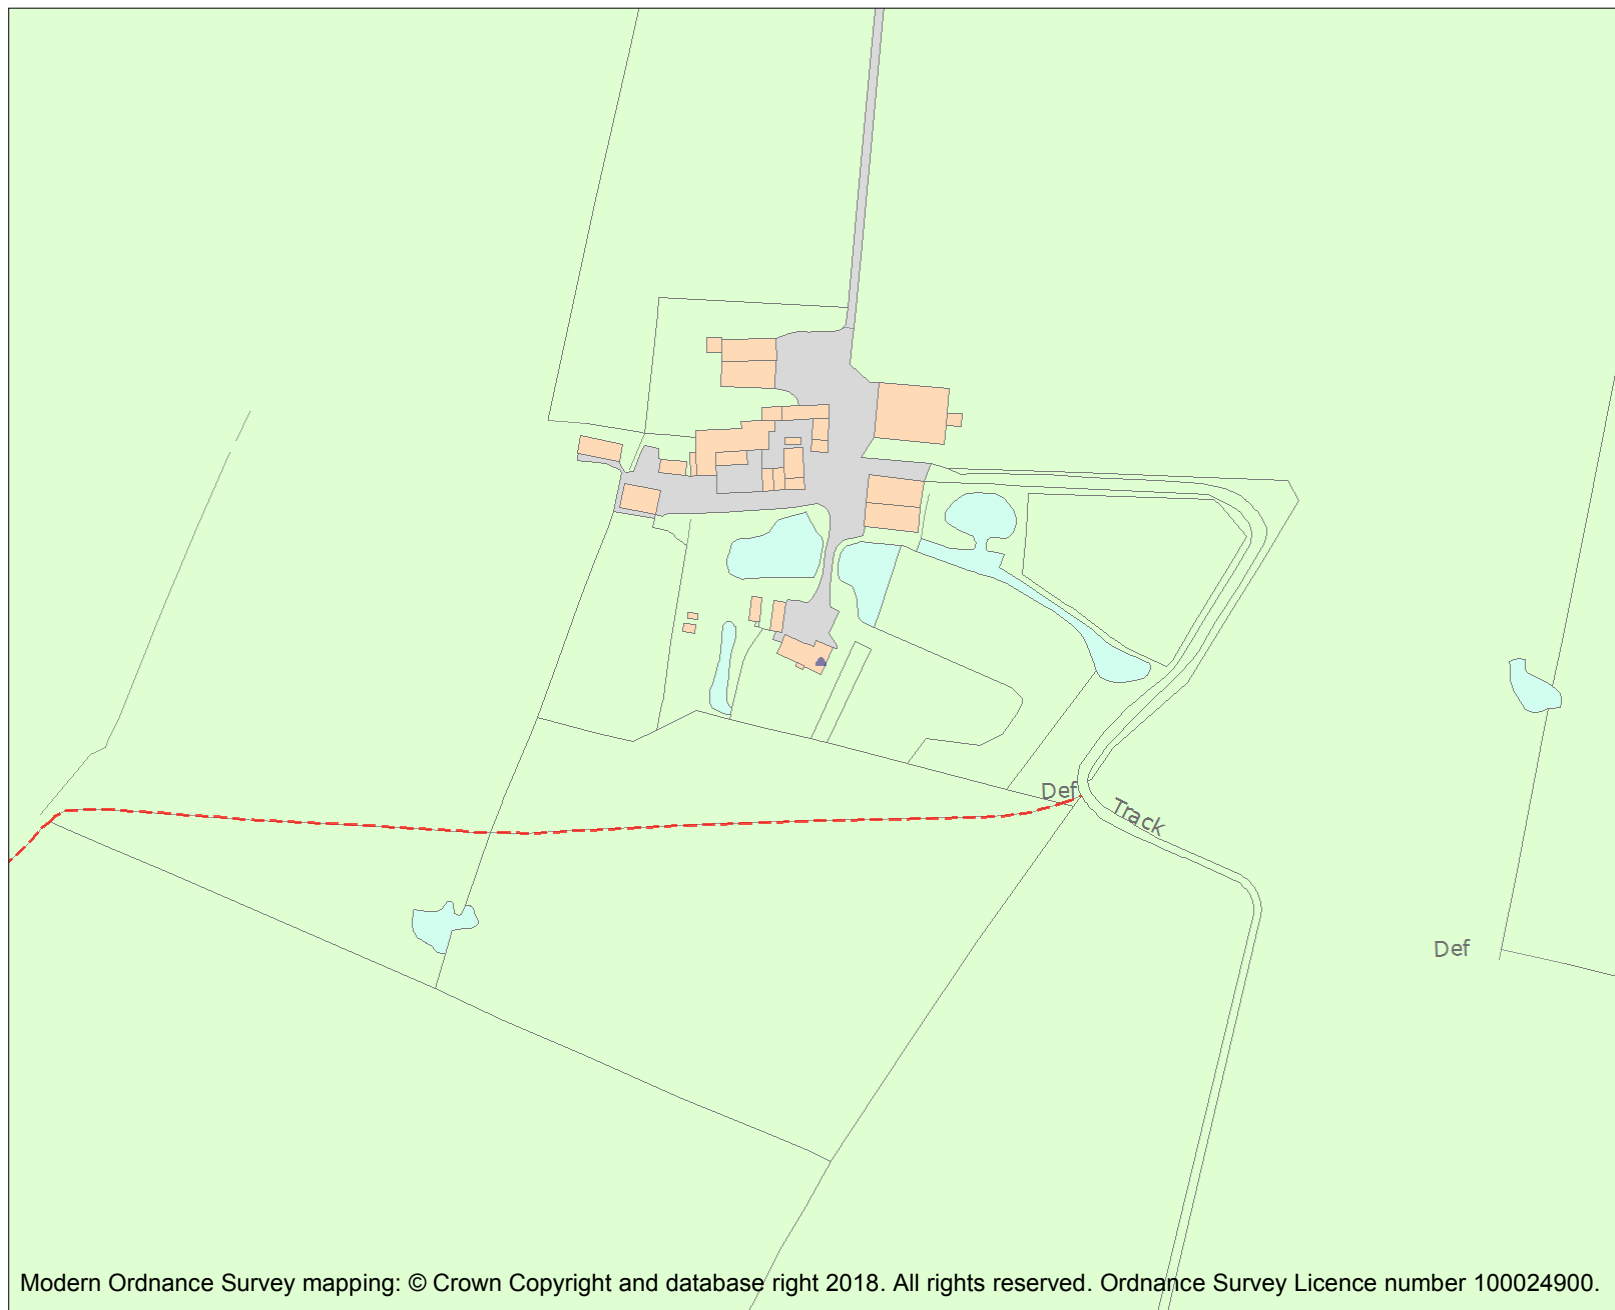 Def
Track
Def
Modern Ordnance Survey mapping: © Crown Copyright and database right 2018. All rights reserved. Ordnance Survey Licence number 100024900.